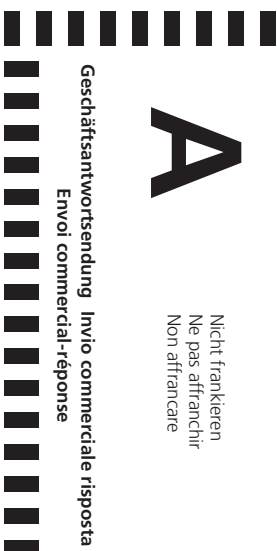 A
Nicht frankieren
Ne pas affranchir
Non affrancare
Geschäftsantwortsendung Invio commerciale risposta
Envoi commercial-réponse